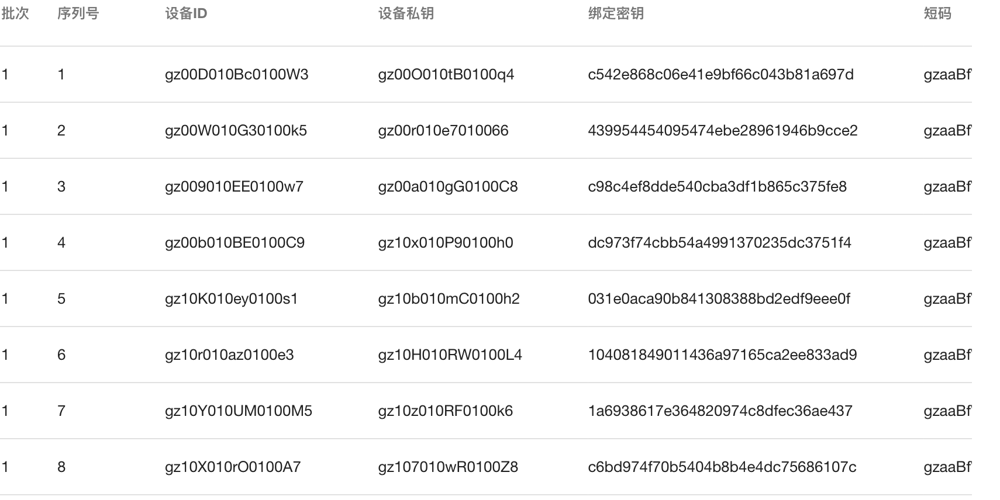 批次 序列号 设备ID 设备私钥 绑定密钥 短码
1 1 gz00D010Bc0100W3 gz00O010tB0100q4 c542e868c06e41e9bf66c043b81a697d gzaaBf
1 2 gz00W010G30100k5 gz00r010e7010066 439954454095474ebe28961946b9cce2 gzaaBf
1 3 gz009010EE0100w7 gz00a010gG0100C8 c98c4ef8dde540cba3df1b865c375fe8 gzaaBf
1 4 gz00b010BE0100C9 gz10x010P90100h0 dc973f74cbb54a4991370235dc3751f4 gzaaBf
1 5 gz10K010ey0100s1 gz10b010mC0100h2 031e0aca90b841308388bd2edf9eee0f gzaaBf
1 6 gz10r010az0100e3 gz10H010RW0100L4 104081849011436a97165ca2ee833ad9 gzaaBf
1 7 gz10Y010UM0100M5 gz10z010RF0100k6 1a6938617e364820974c8dfec36ae437 gzaaBf
1 8 gz10X010rO0100A7 gz107010wR0100Z8 c6bd974f70b5404b8b4e4dc75686107c gzaaBf